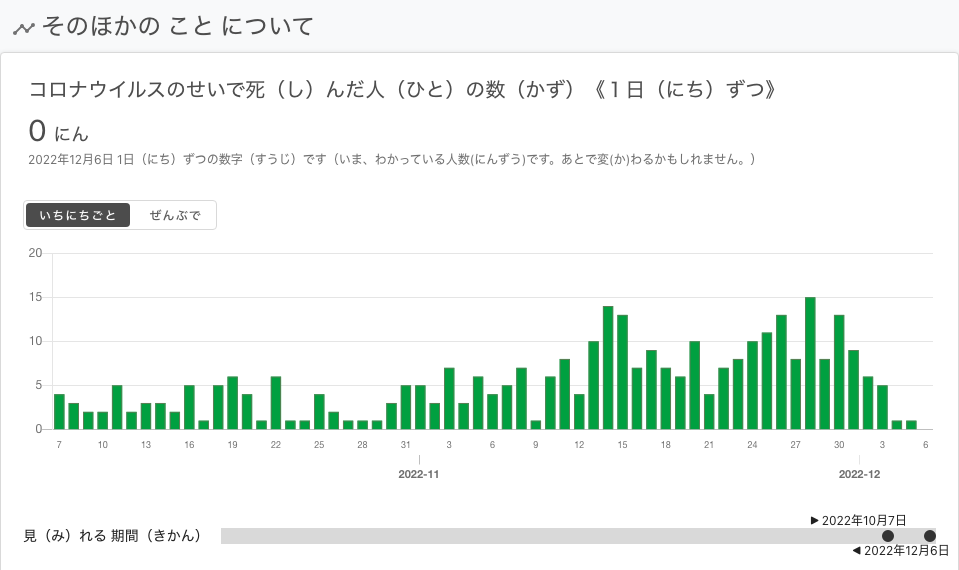 そのほかの こと について
コロナウイルスのせいで死（し）んだ人（ひと）の数（かず）《１日（にち）ずつ》
0 にん
2022年12月6日 1日（にち）ずつの数字（すうじ）です（いま、わかっている人数(にんずう)です。あとで変(か)わるかもしれません。）
いちにちごと ぜんぶで
20
15
10
5
0
7 10 13 16 19 22 25 28 31 3 6 9 12 15 18 21 24 27 30 3 6
2022-11 2022-12
▶ 2022年10月7日
見（み）れる 期間（きかん）
◀ 2022年12月6日